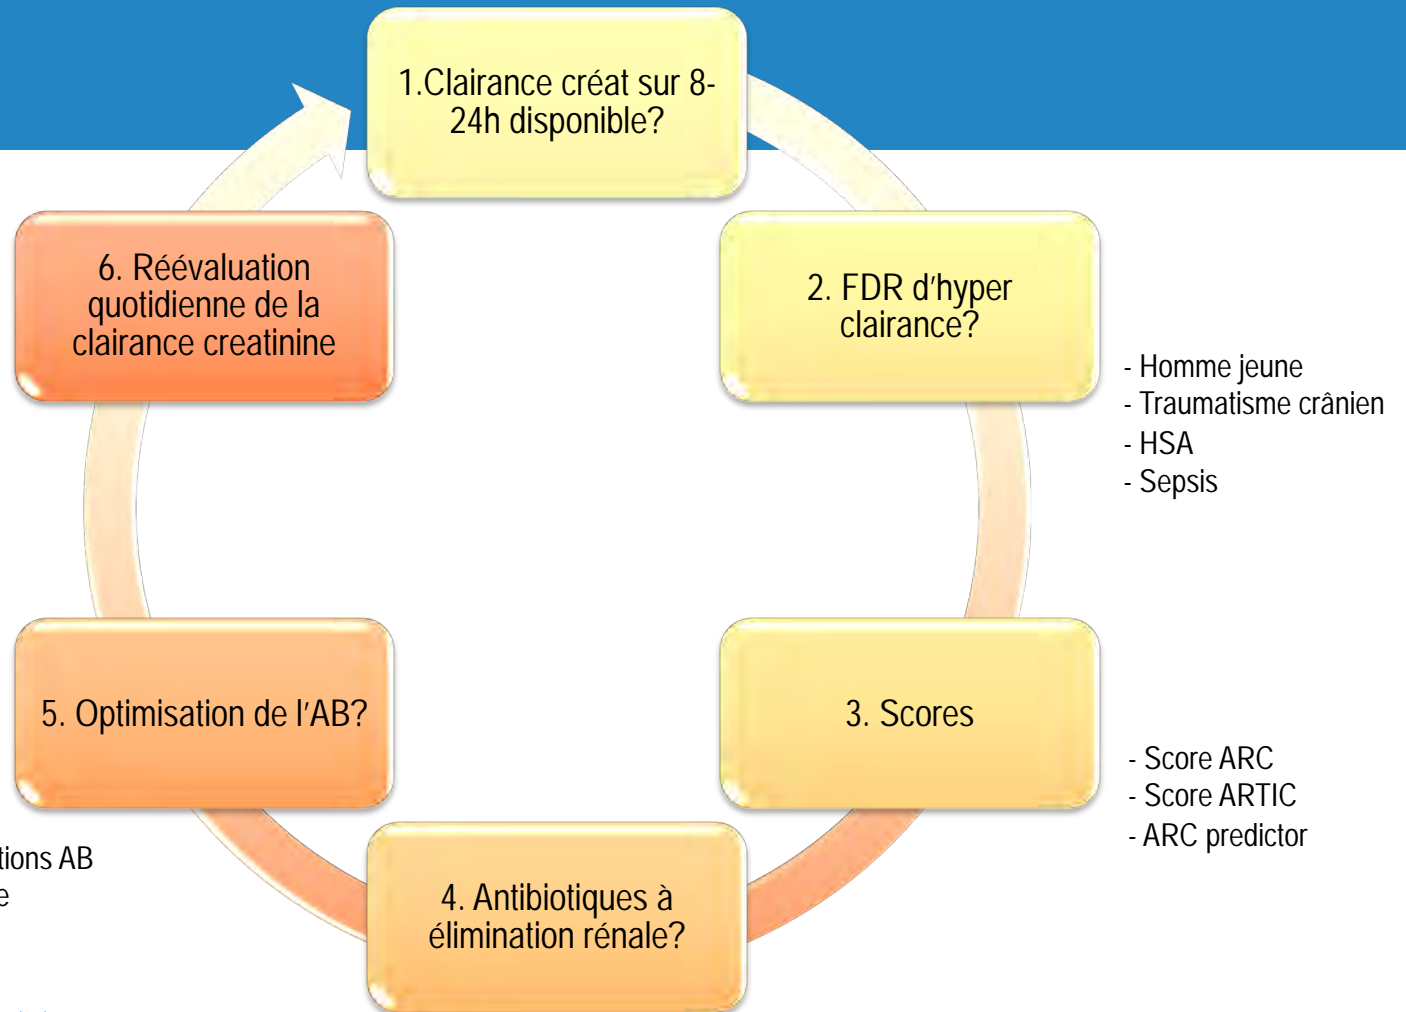 1.Clairance créat sur 8-
24h disponible?
2. FDR d'hyper
clairance?
- Homme jeune
- Traumatisme crânien
- HSA
- Sepsis
3. Scores
- Score ARC
- Score ARTIC
- ARC predictor
4. Antibiotiques à
élimination rénale?
5. Optimisation de l'AB?
tions AB
e
6. Réévaluation
quotidienne de la
clairance creatinine